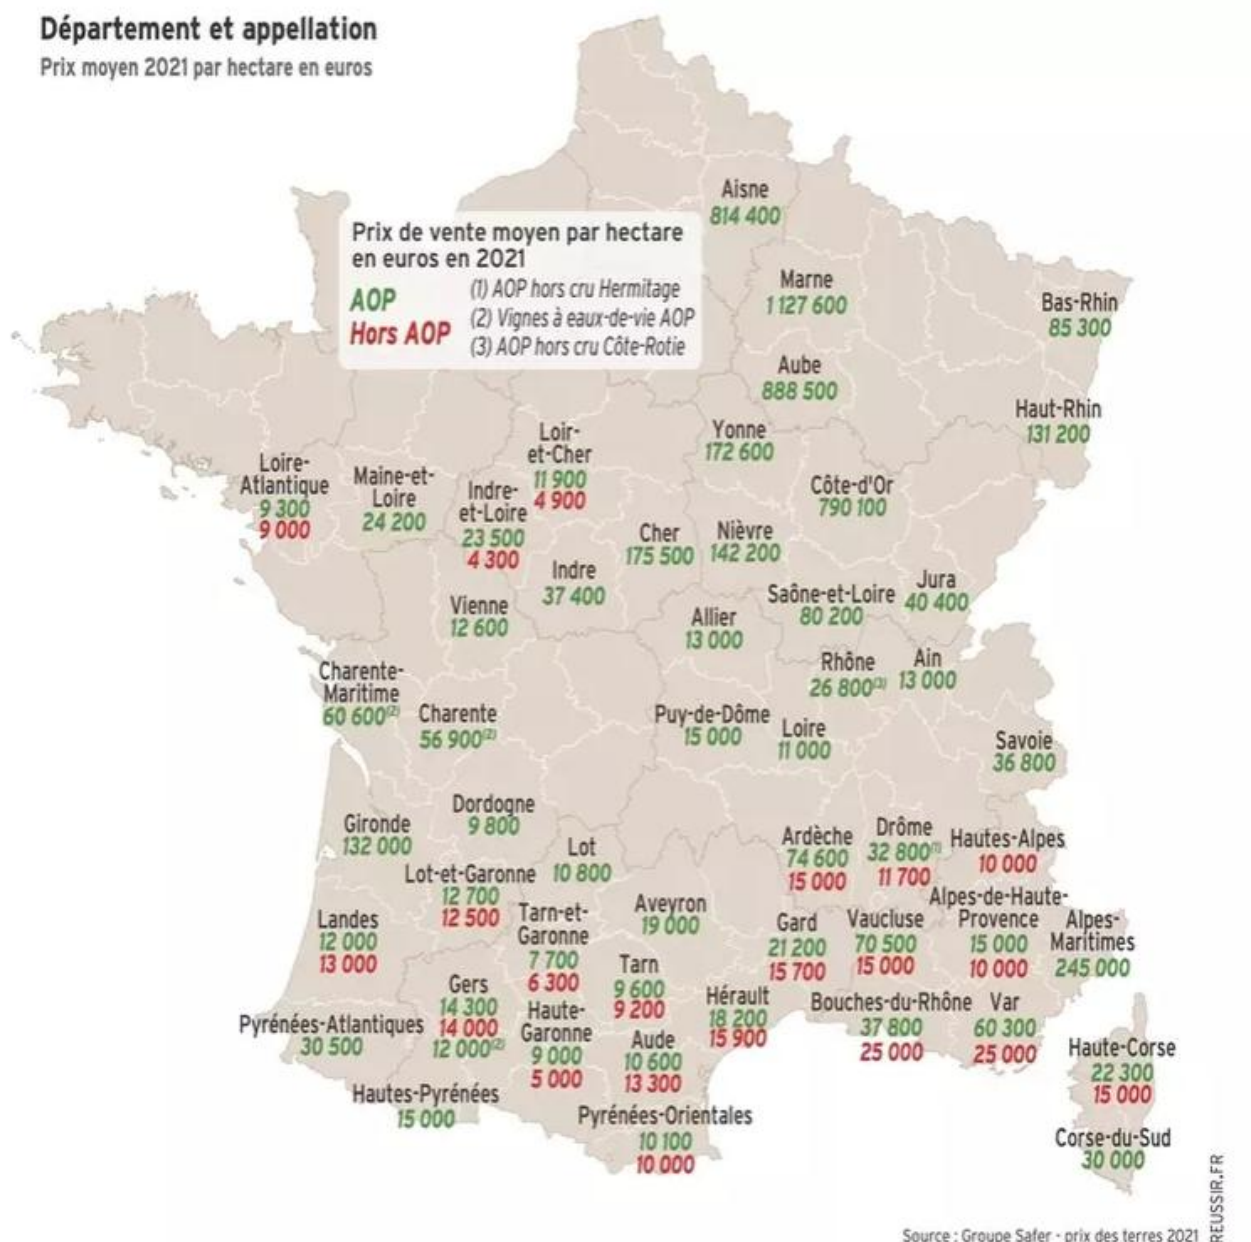 Département et appellation
Prix moyen 2021 par hectare en euros
Prix de vente moyen par hectare
en euros en 2021
AOP
Hors AOP
(1) AOP hors cru Hermitage
(2) Vignes à eaux-de-vie AOP
(3) AOP hors cru Côte-Rotie
Aisne
814 400
Marne
1 127 600
Bas-Rhin
85 300
Aube
888 500
Haut-Rhin
131 200
Yonne
172 600
Loir-
et-Cher
11 900
4 900
Loire-
Atlantique
9 300
9 000
Maine-et-
Loire
24 200
Indre-
et-Loire
23 500
4 300
Côte-d'Or
790 100
Cher
175 500
Nièvre
142 200
Indre
37 400
Saône-et-Loire
80 200
Jura
40 400
Vienne
12 600
Allier
13 000
Rhône
26 800(3)
Ain
13 000
Charente-
Maritime
60 600(2)
Charente
56 900(2)
Puy-de-Dôme
15 000
Loire
11 000
Savoie
36 800
Dordogne
9 800
Gironde
132 000
Lot
10 800
Ardèche
74 600
15 000
Drôme
32 800(1)
11 700
Hautes-Alpes
10 000
Lot-et-Garonne
12 700
12 500
Landes
12 000
13 000
Tarn-et-
Garonne
7 700
6 300
Aveyron
19 000
Gard
21 200
15 700
Vaucluse
70 500
15 000
Alpes-de-Haute-
Provence
15 000
10 000
Alpes-
Maritimes
245 000
Tarn
9 600
9 200
Gers
14 300
14 000
12 000(2)
Hérault
18 200
15 900
Bouches-du-Rhône
37 800
25 000
Var
60 300
25 000
Pyrénées-Atlantiques
30 500
Haute-
Garonne
9 000
5 000
Aude
10 600
13 300
Haute-Corse
22 300
15 000
Hautes-Pyrénées
15 000
Pyrénées-Orientales
10 100
10 000
Corse-du-Sud
30 000
Source : Groupe Safer - prix des terres 2021
REUSSIR.FR